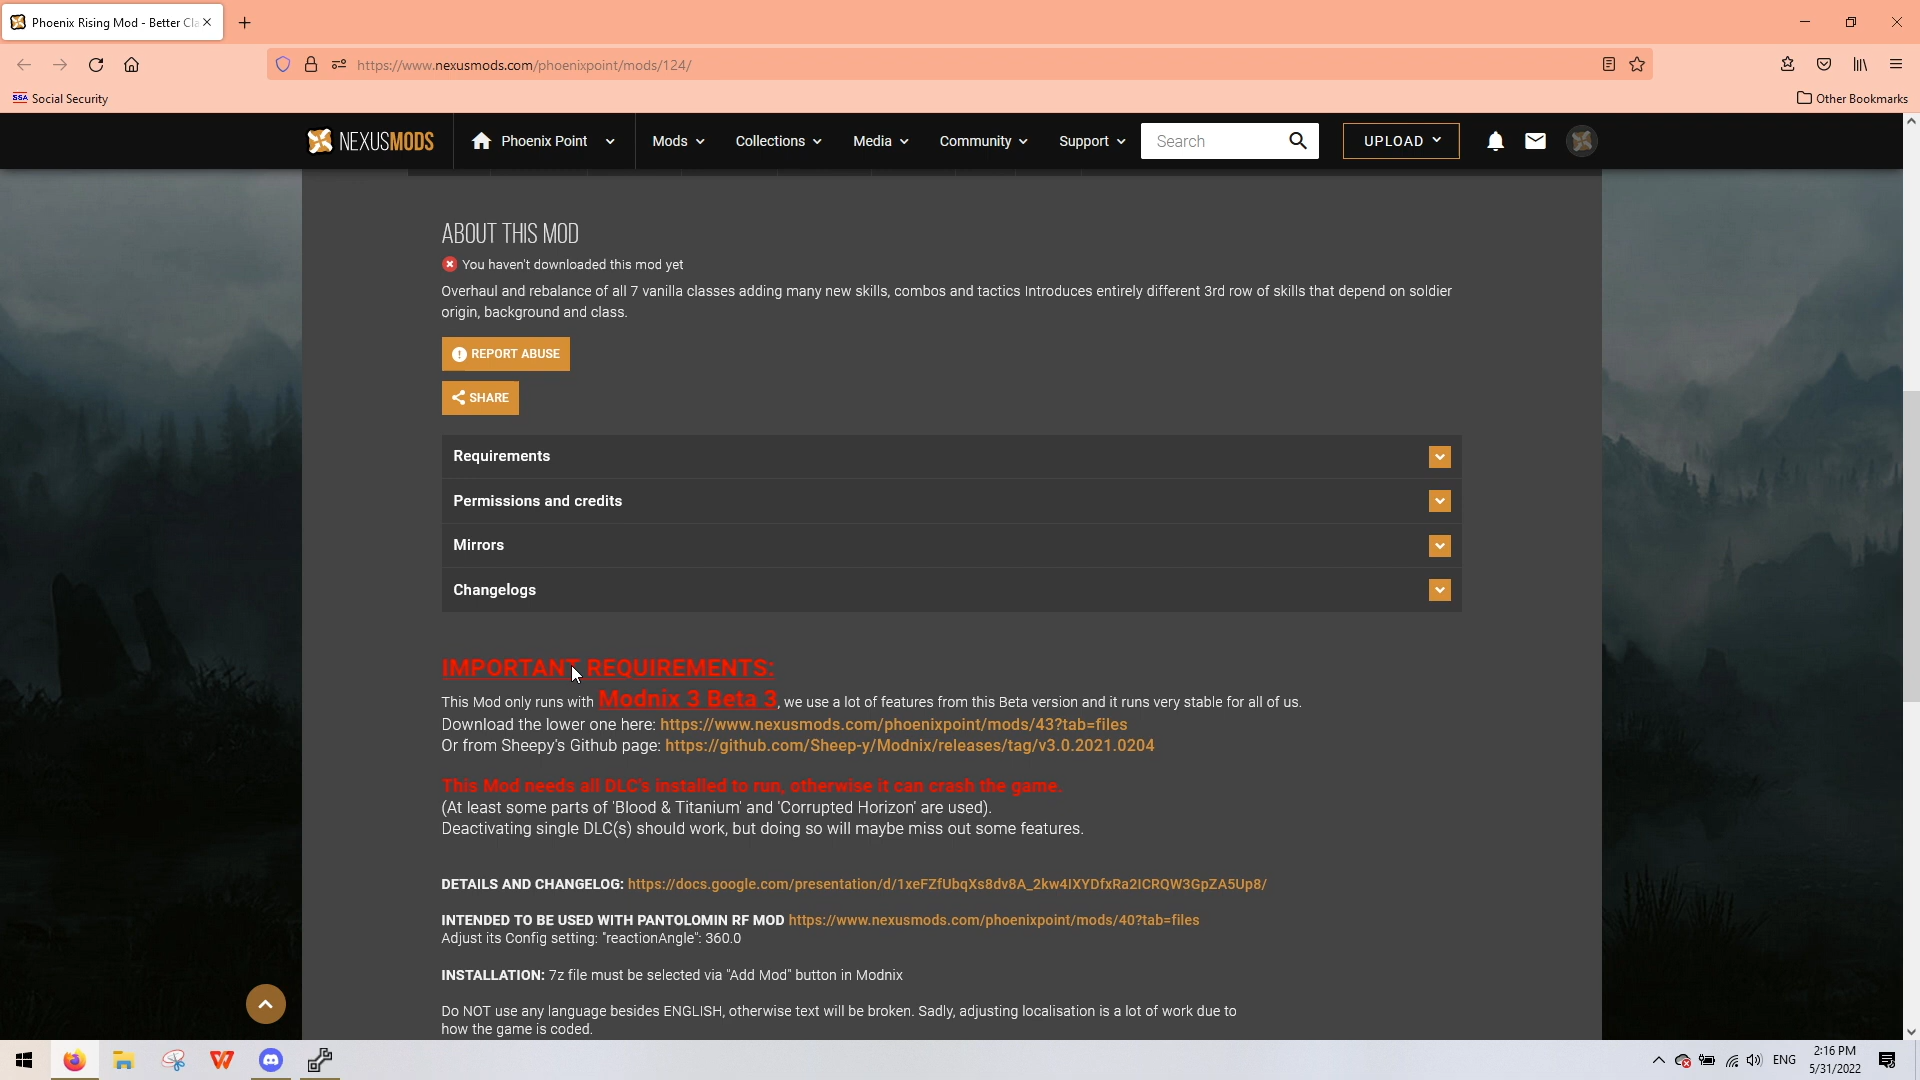 Phoenix Rising Mod - Better Cla
https://www.nexusmods.com/phoenixpoint/mods/124/
SSA Social Security
Other Bookmarks
NEXUSMODS
Phoenix Point
Mods
Collections
Media
Community
Support
Search
UPLOAD
ABOUT THIS MOD
You haven't downloaded this mod yet
Overhaul and rebalance of all 7 vanilla classes adding many new skills, combos and tactics Introduces entirely different 3rd row of skills that depend on soldier
origin, background and class.
REPORT ABUSE
SHARE
Requirements
Permissions and credits
Mirrors
Changelogs
IMPORTANT REQUIREMENTS:
This Mod only runs with Modnix 3 Beta 3, we use a lot of features from this Beta version and it runs very stable for all of us.
Download the lower one here: https://www.nexusmods.com/phoenixpoint/mods/43?tab=files
Or from Sheepy's Github page: https://github.com/Sheep-y/Modnix/releases/tag/v3.0.2021.0204
This Mod needs all DLC's installed to run, otherwise it can crash the game.
(At least some parts of 'Blood & Titanium' and 'Corrupted Horizon' are used).
Deactivating single DLC(s) should work, but doing so will maybe miss out some features.
DETAILS AND CHANGELOG: https://docs.google.com/presentation/d/1xeFZfUbqXs8dv8A_2kw4IXYDfxRa2ICRQW3GpZA5Up8/
INTENDED TO BE USED WITH PANTOLOMIN RF MOD https://www.nexusmods.com/phoenixpoint/mods/40?tab=files
Adjust its Config setting: "reactionAngle": 360.0
INSTALLATION: 7z file must be selected via "Add Mod" button in Modnix
Do NOT use any language besides ENGLISH, otherwise text will be broken. Sadly, adjusting localisation is a lot of work due to
how the game is coded.
ENG
2:16 PM
5/31/2022